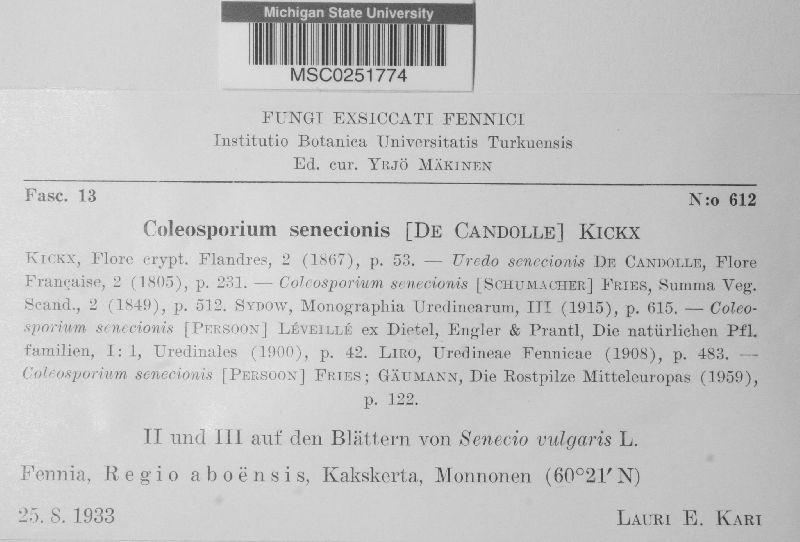 Michigan State University
MSC0251774
FUNGI EXSICCATI FENNICI
Institutio Botanica Universitatis Turkuensis
Ed. cur. YRJÖ MÄKINEN
Fasc. 13 N:o 612
Coleosporium senecionis [DE CANDOLLE] KICKX
KICKX, Flore crypt. Flandres, 2 (1867), p. 53. — Uredo senecionis DE CANDOLLE, Flore
Française, 2 (1805), p. 231. — Coleosporium senecionis [SCHUMACHER] FRIES, Summa Veg.
Scand., 2 (1849), p. 512. SYDOW, Monographia Uredinearum, III (1915), p. 615. — Coleo-
sporium senecionis [PERSOON] LÉVEILLÉ ex Dietel, Engler & Prantl, Die natürlichen Pfl.
familien, I: 1, Uredinales (1900), p. 42. LIRO, Uredineae Fennicae (1908), p. 483. —
Coleosporium senecionis [PERSOON] FRIES; GÄUMANN, Die Rostpilze Mitteleuropas (1959),
p. 122.
II und III auf den Blättern von Senecio vulgaris L.
Fennia, Regio aboënsis, Kakskerta, Monnonen (60°21′ N)
25. 8. 1933 LAURI E. KARI